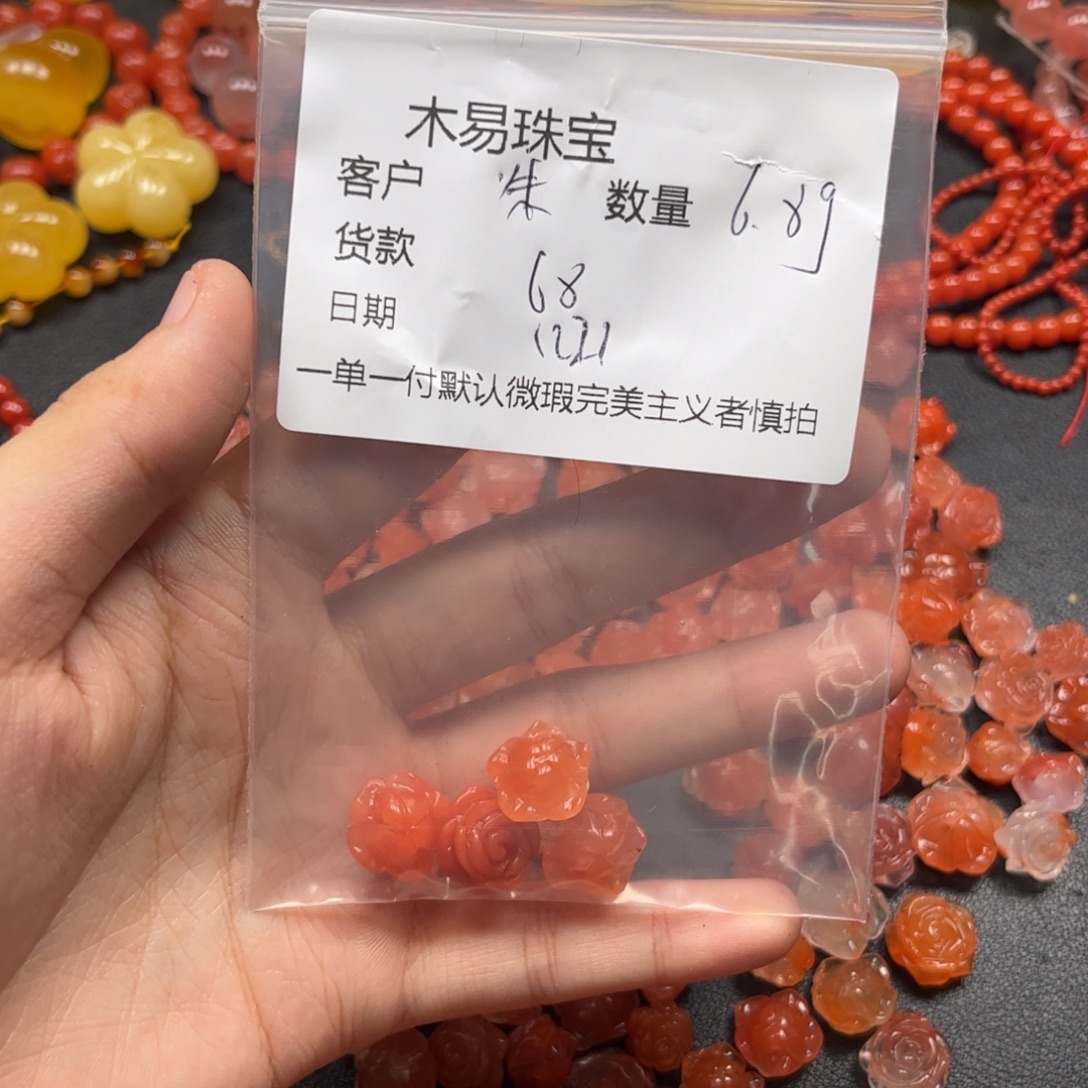 木易珠宝
客户 朱 数量 6.8g
货款 68
日期 1221
一单一付默认微瑕完美主义者慎拍